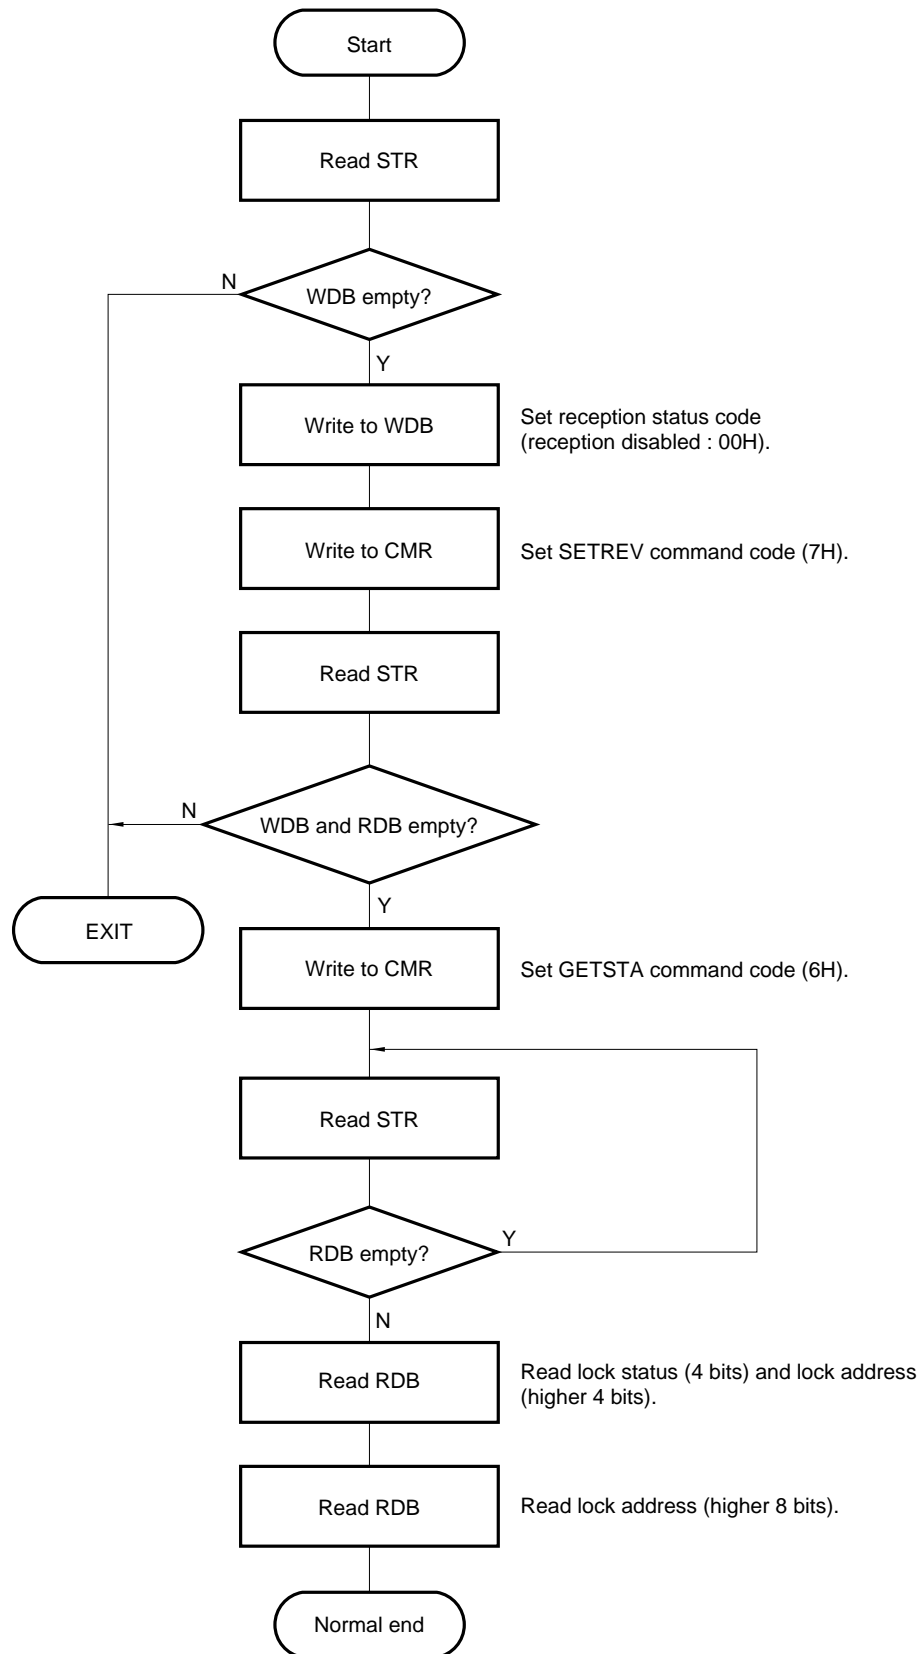 Start
Read STR
WDB empty?
N
Y
Write to WDB
Set reception status code
(reception disabled : 00H).
Write to CMR
Set SETREV command code (7H).
Read STR
WDB and RDB empty?
N
Y
EXIT
Write to CMR
Set GETSTA command code (6H).
Read STR
RDB empty?
Y
N
Read RDB
Read lock status (4 bits) and lock address
(higher 4 bits).
Read RDB
Read lock address (higher 8 bits).
Normal end